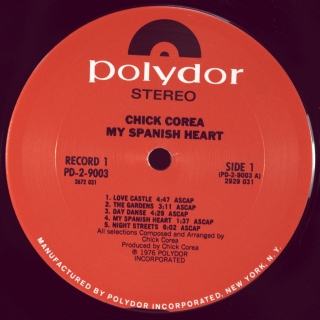 polydor
STEREO
CHICK COREA
MY SPANISH HEART
RECORD 1
PD-2-9003
2672 031
SIDE 1
(PD-2-9003 A)
2929 031
1. LOVE CASTLE 4:47 ASCAP
2. THE GARDENS 3:11 ASCAP
3. DAY DANSE 4:29 ASCAP
4. MY SPANISH HEART 1:37 ASCAP
5. NIGHT STREETS 6:02 ASCAP
All selections Composed and Arranged by
Chick Corea
Produced by Chick Corea
℗ 1976 POLYDOR
INCORPORATED
MANUFACTURED BY POLYDOR INCORPORATED, NEW YORK, N.Y.